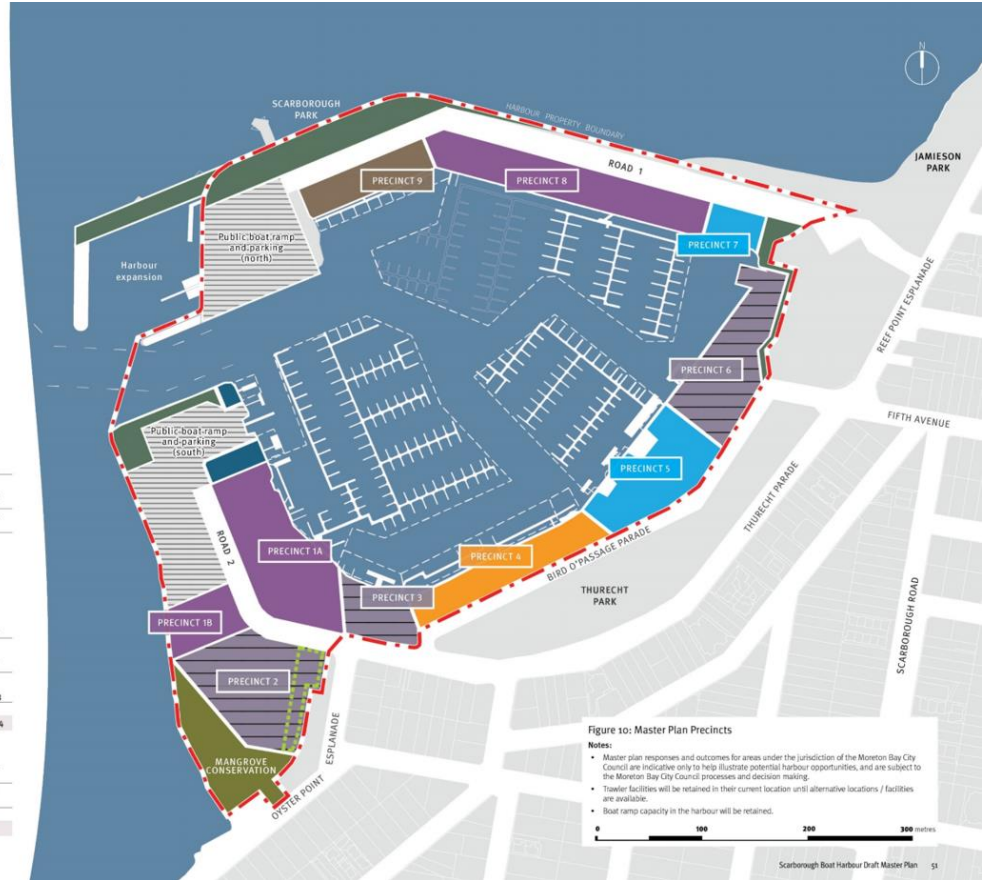 N
SCARBOROUGH
PARK
HARBOUR PROPERTY BOUNDARY
ROAD 1
JAMIESON
PARK
PRECINCT 9
PRECINCT 8
PRECINCT 7
Public boat ramp
and parking
(north)
Harbour
expansion
REEF POINT ESPLANADE
PRECINCT 6
FIFTH AVENUE
Public boat ramp
and parking
(south)
PRECINCT 5
THURECHT PARADE
ROAD 2
PRECINCT 1A
PRECINCT 4
BIRD O'PASSAGE PARADE
THURECHT
PARK
PRECINCT 3
SCARBOROUGH ROAD
PRECINCT 1B
PRECINCT 2
MANGROVE
CONSERVATION
OYSTER POINT
ESPLANADE
4
Figure 10: Master Plan Precincts
Notes:
• Master plan responses and outcomes for areas under the jurisdiction of the Moreton Bay City
Council are indicative only to help illustrate potential harbour opportunities, and are subject to
the Moreton Bay City Council processes and decision making.
• Trawler facilities will be retained in their current location until alternative locations / facilities
are available.
• Boat ramp capacity in the harbour will be retained.
0 100 200 300 metres
Scarborough Boat Harbour Draft Master Plan 51